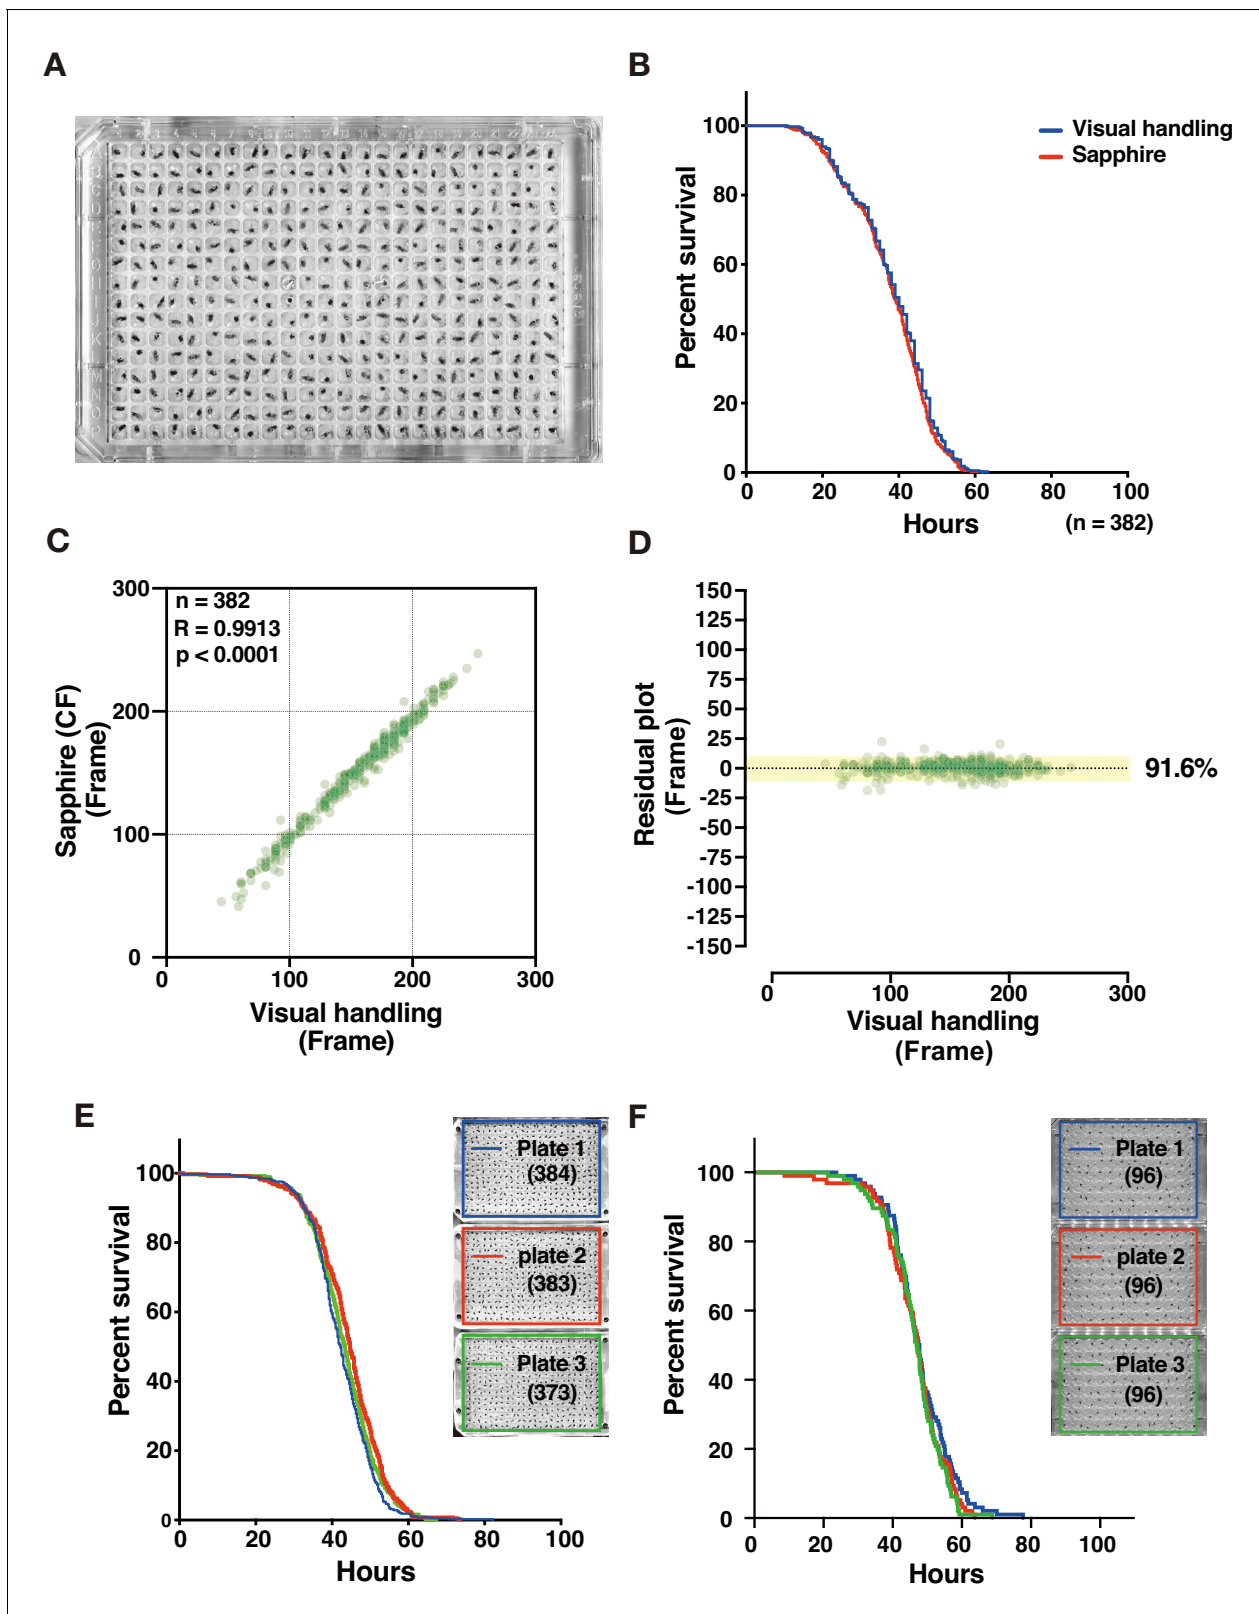 A
B
100
80
60
40
20
0
Percent survival
Visual handling
Sapphire
0 20 40 60 80 100
Hours
(n = 382)
C
300
200
100
0
Sapphire (CF)
(Frame)
n = 382
R = 0.9913
p < 0.0001
0 100 200 300
Visual handling
(Frame)
D
150
125
100
75
50
25
0
-25
-50
-75
-100
-125
-150
Residual plot
(Frame)
91.6%
0 100 200 300
Visual handling
(Frame)
E
100
80
60
40
20
0
Percent survival
Plate 1
(384)
plate 2
(383)
Plate 3
(373)
0 20 40 60 80 100
Hours
F
100
80
60
40
20
0
Percent survival
Plate 1
(96)
plate 2
(96)
Plate 3
(96)
0 20 40 60 80 100
Hours